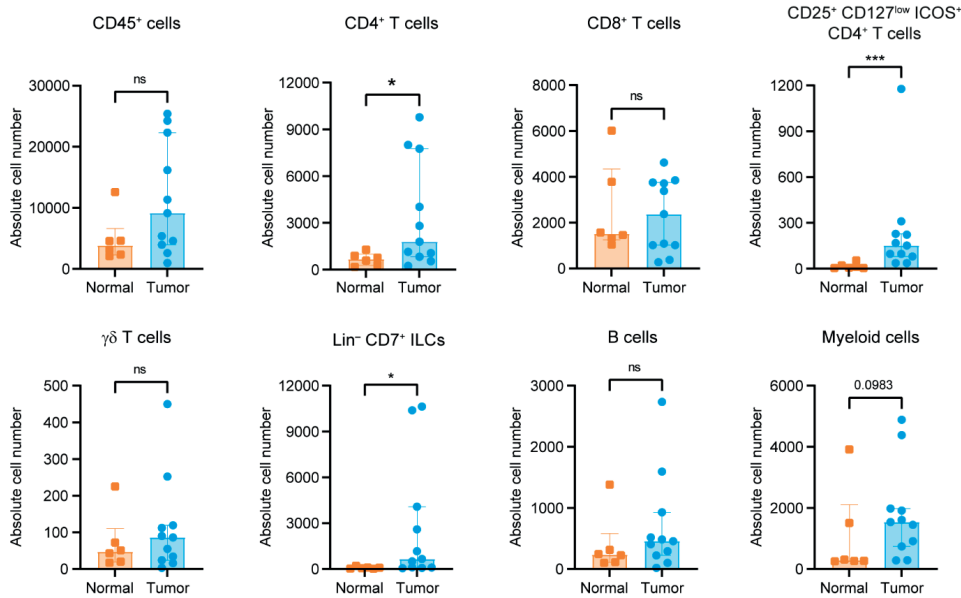 CD45⁺ cells
ns
Absolute cell number
30000
20000
10000
0
Normal Tumor
CD4⁺ T cells
*
Absolute cell number
12000
9000
6000
3000
0
Normal Tumor
CD8⁺ T cells
ns
Absolute cell number
8000
6000
4000
2000
0
Normal Tumor
CD25⁺ CD127ˡᵒʷ ICOS⁺
CD4⁺ T cells
***
Absolute cell number
1200
900
600
300
0
Normal Tumor
γδ T cells
ns
Absolute cell number
500
400
300
200
100
0
Normal Tumor
Lin⁻ CD7⁺ ILCs
*
Absolute cell number
12000
9000
6000
3000
0
Normal Tumor
B cells
ns
Absolute cell number
3000
2000
1000
0
Normal Tumor
Myeloid cells
0.0983
Absolute cell number
6000
4000
2000
0
Normal Tumor